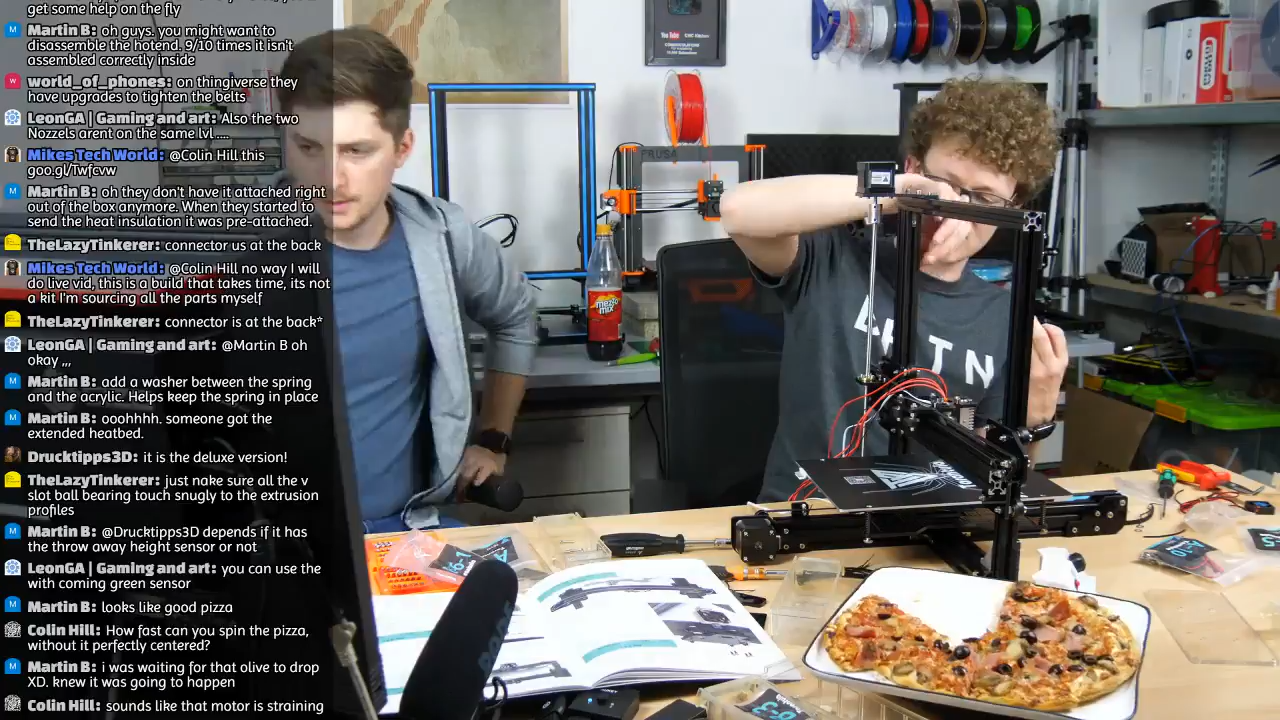 get some help on the fly
Martin B: oh guys. you might want to
disassemble the hotend. 9/10 times it isn't
assembled correctly inside
world_of_phones: on thingiverse they
have upgrades to tighten the belts
LeonGA | Gaming and art: Also the two
Nozzels arent on the same lvl ....
Mikes Tech World: @Colin Hill this
goo.gl/Twfcvw
Martin B: oh they don't have it attached right
out of the box anymore. When they started to
send the heat insulation it was pre-attached.
TheLazyTinkerer: connector us at the back
Mikes Tech World: @Colin Hill no way I will
do live vid, this is a build that takes time, its not
a kit I'm sourcing all the parts myself
TheLazyTinkerer: connector is at the back*
LeonGA | Gaming and art: @Martin B oh
okay ,,,
Martin B: add a washer between the spring
and the acrylic. Helps keep the spring in place
Martin B: ooohhhh. someone got the
extended heatbed.
Drucktipps3D: it is the deluxe version!
TheLazyTinkerer: just nake sure all the
slot ball bearing touch snugly to the extrusion
profiles
Martin B: @Drucktipps3D depends if it has
the throw away height sensor or not
LeonGA | Gaming and art: you can use the
with running green sensor
Martin B: looks like good pizza
Colin Hill: How fast can you spin the pizza,
without it perfectly centered?
Martin B: i was waiting for that olive to drop
XD. knew it was going to happen
Colin Hill: sounds like that motor is straining
YouTube
PRUSA
mezzo
mix
6-1
6-3